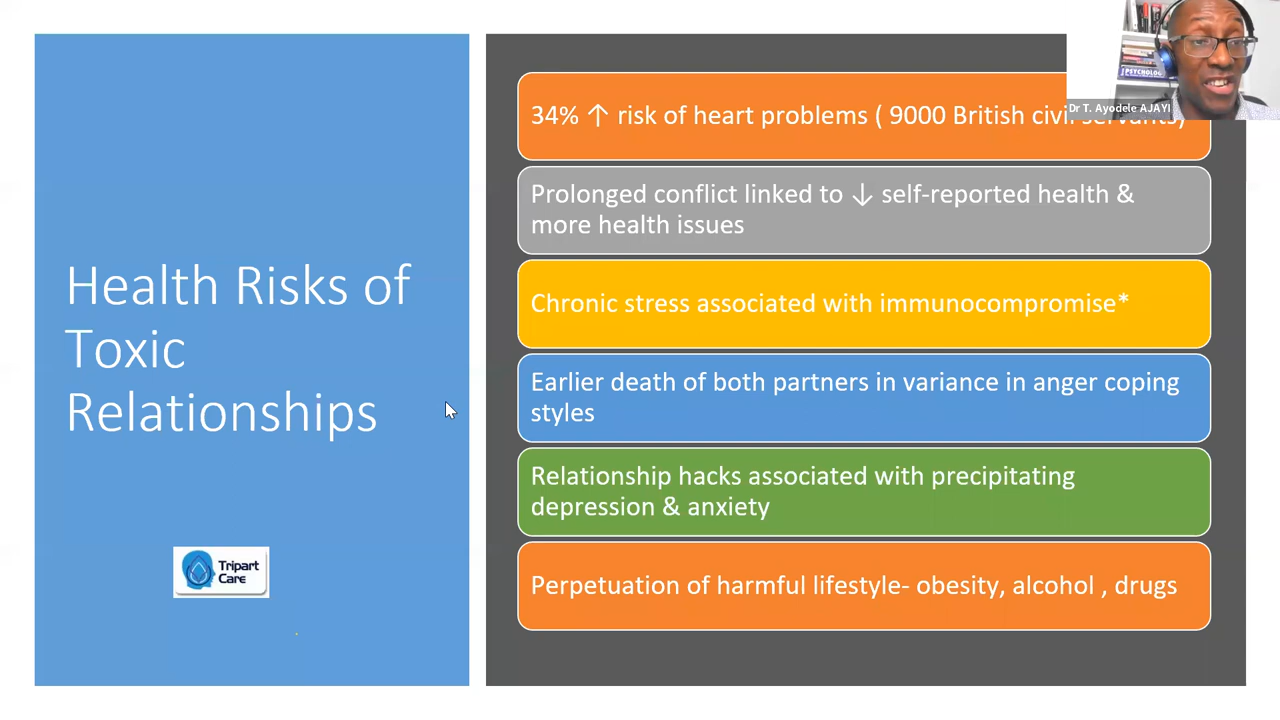 Health Risks of
Toxic
Relationships
Tripart
Care
34% ↑ risk of heart problems ( 9000 British civil servants)
Prolonged conflict linked to ↓ self-reported health &
more health issues
Chronic stress associated with immunocompromise*
Earlier death of both partners in variance in anger coping
styles
Relationship hacks associated with precipitating
depression & anxiety
Perpetuation of harmful lifestyle- obesity, alcohol , drugs
Dr T. Ayodele AJAYI